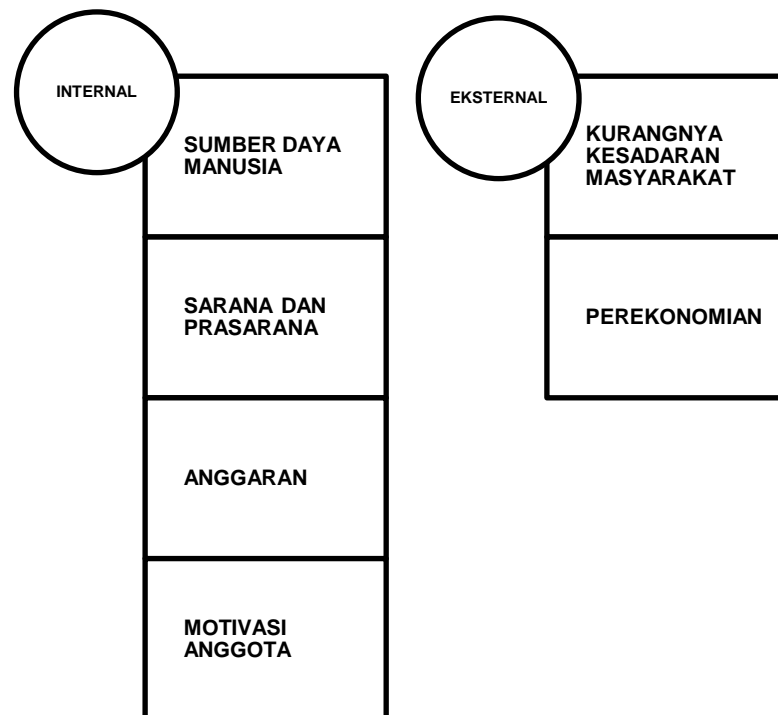 INTERNAL
SUMBER DAYA
MANUSIA
SARANA DAN
PRASARANA
ANGGARAN
MOTIVASI
ANGGOTA
EKSTERNAL
KURANGNYA
KESADARAN
MASYARAKAT
PEREKONOMIAN